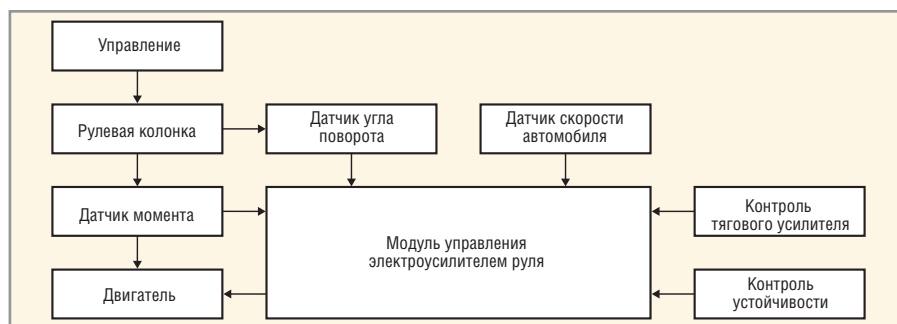 Управление
Рулевая колонка
Датчик угла
поворота
Датчик скорости
автомобиля
Датчик момента
Модуль управления
электроусилителем руля
Контроль
тягового усилителя
Двигатель
Контроль
устойчивости